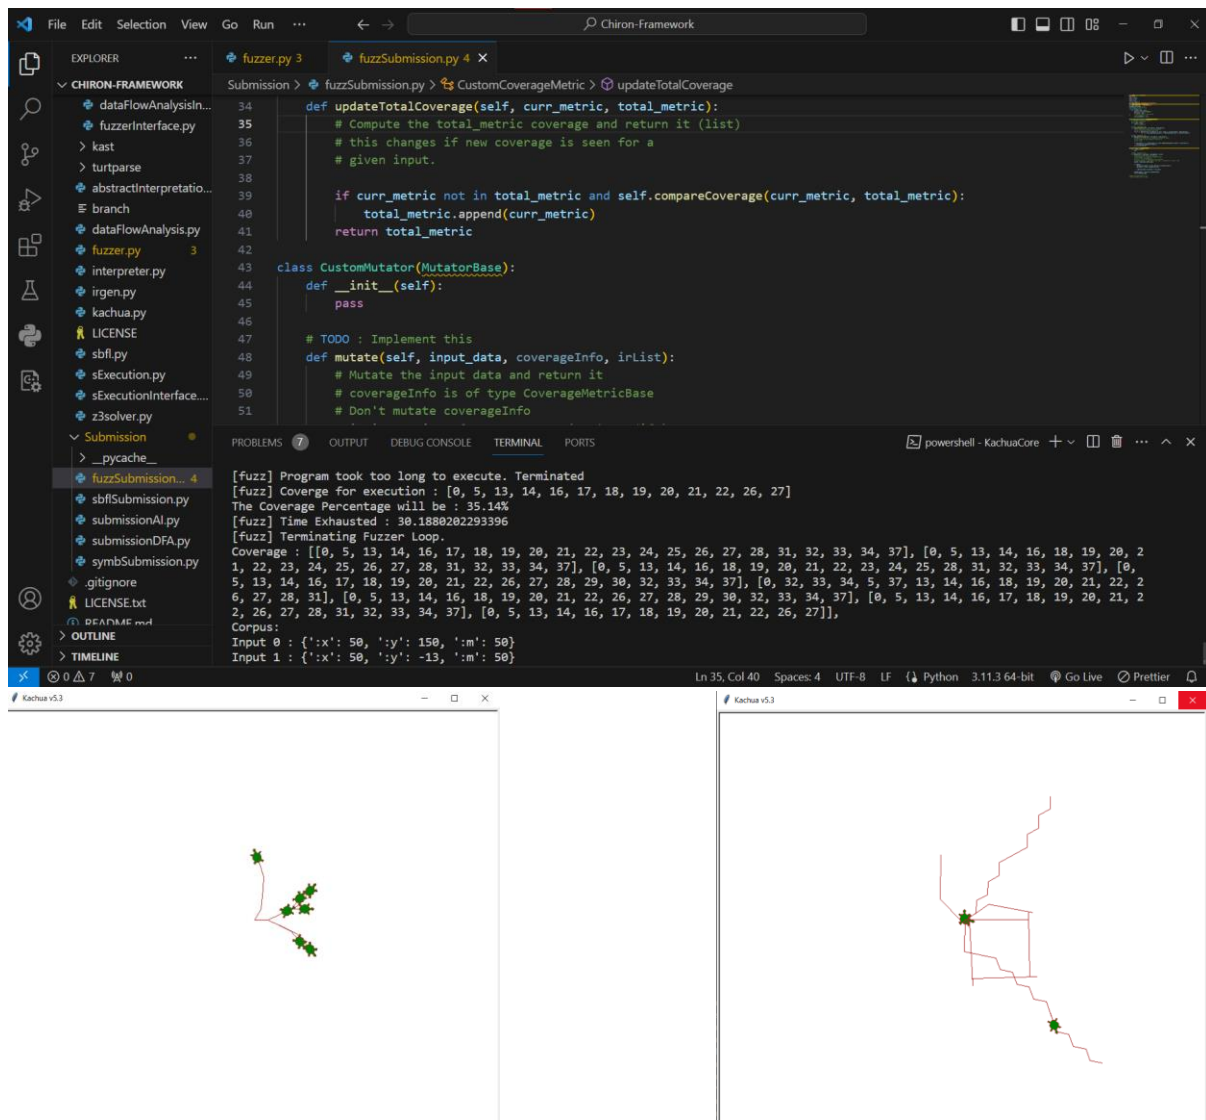 File Edit Selection View Go Run ··· Chiron-Framework
EXPLORER ···
CHIRON-FRAMEWORK
dataFlowAnalysisIn...
fuzzerInterface.py
kast
turtparse
abstractInterpretatio...
branch
dataFlowAnalysis.py
fuzzer.py 3
interpreter.py
irgen.py
kachua.py
LICENSE
sbfl.py
sExecution.py
sExecutionInterface....
z3solver.py
Submission
__pycache__
fuzzSubmission... 4
sbflSubmission.py
submissionAI.py
submissionDFA.py
symbSubmission.py
.gitignore
LICENSE.txt
README.md
OUTLINE
TIMELINE
fuzzer.py 3 fuzzSubmission.py 4
Submission > fuzzSubmission.py > CustomCoverageMetric > updateTotalCoverage
34 def updateTotalCoverage(self, curr_metric, total_metric):
35 # Compute the total_metric coverage and return it (list)
36 # this changes if new coverage is seen for a
37 # given input.
38
39 if curr_metric not in total_metric and self.compareCoverage(curr_metric, total_metric):
40 total_metric.append(curr_metric)
41 return total_metric
42
43 class CustomMutator(MutatorBase):
44 def __init__(self):
45 pass
46
47 # TODO : Implement this
48 def mutate(self, input_data, coverageInfo, irList):
49 # Mutate the input data and return it
50 # coverageInfo is of type CoverageMetricBase
51 # Don't mutate coverageInfo
PROBLEMS 7 OUTPUT DEBUG CONSOLE TERMINAL PORTS powershell - KachuaCore
[fuzz] Program took too long to execute. Terminated
[fuzz] Coverge for execution : [0, 5, 13, 14, 16, 17, 18, 19, 20, 21, 22, 26, 27]
The Coverage Percentage will be : 35.14%
[fuzz] Time Exhausted : 30.1880202293396
[fuzz] Terminating Fuzzer Loop.
Coverage : [[0, 5, 13, 14, 16, 17, 18, 19, 20, 21, 22, 23, 24, 25, 26, 27, 28, 31, 32, 33, 34, 37], [0, 5, 13, 14, 16, 18, 19, 20, 2
1, 22, 23, 24, 25, 26, 27, 28, 31, 32, 33, 34, 37], [0, 5, 13, 14, 16, 18, 19, 20, 21, 22, 23, 24, 25, 28, 31, 32, 33, 34, 37], [0,
5, 13, 14, 16, 17, 18, 19, 20, 21, 22, 26, 27, 28, 29, 30, 32, 33, 34, 37], [0, 32, 33, 34, 5, 37, 13, 14, 16, 18, 19, 20, 21, 22, 2
6, 27, 28, 31], [0, 5, 13, 14, 16, 18, 19, 20, 21, 22, 26, 27, 28, 29, 30, 32, 33, 34, 37], [0, 5, 13, 14, 16, 17, 18, 19, 20, 21, 2
2, 26, 27, 28, 31, 32, 33, 34, 37], [0, 5, 13, 14, 16, 17, 18, 19, 20, 21, 22, 26, 27]],
Corpus:
Input 0 : {':x': 50, ':y': 150, ':m': 50}
Input 1 : {':x': 50, ':y': -13, ':m': 50}
0 7 0 Ln 35, Col 40 Spaces: 4 UTF-8 LF Python 3.11.3 64-bit Go Live Prettier
Kachua v5.3
Kachua v5.3